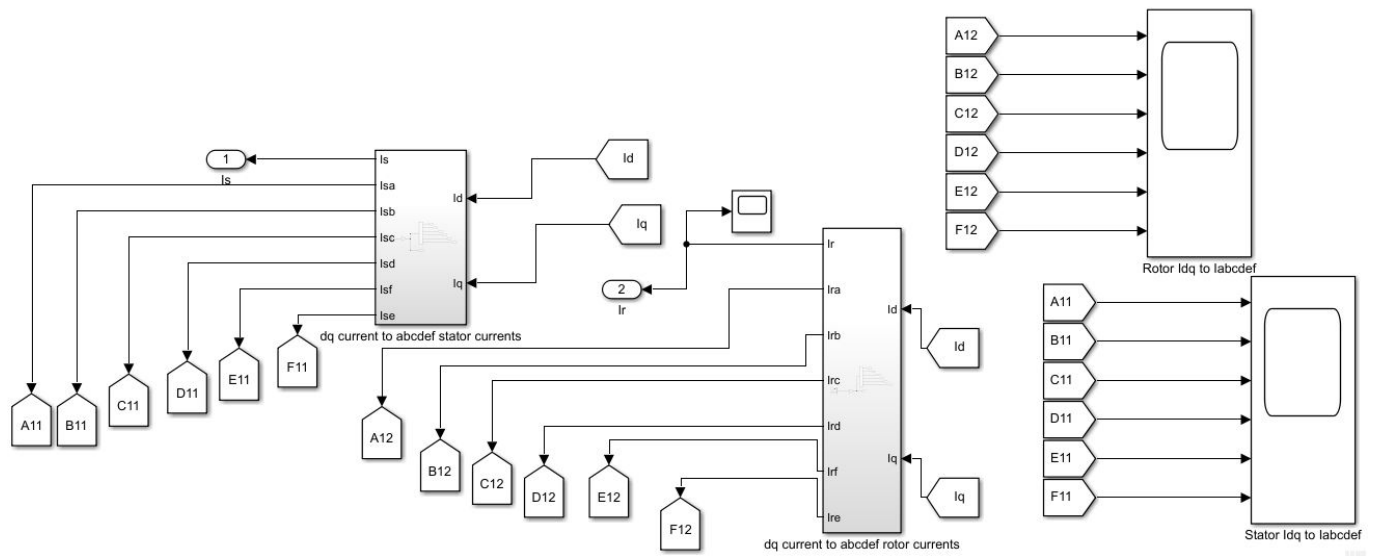 A12
B12
C12
D12
E12
F12
Rotor Idq to Iabcdef
1
Is
Is
Isa
Isb
Isc
Isd
Isf
Ise
Id
Iq
dq current to abcdef stator currents
Id
Iq
A11
B11
C11
D11
E11
F11
2
Ir
Ir
Ira
Irb
Irc
Ird
Irf
Ire
Id
Iq
dq current to abcdef rotor currents
Id
Iq
A12
B12
C12
D12
E12
F12
A11
B11
C11
D11
E11
F11
Stator Idq to Iabcdef